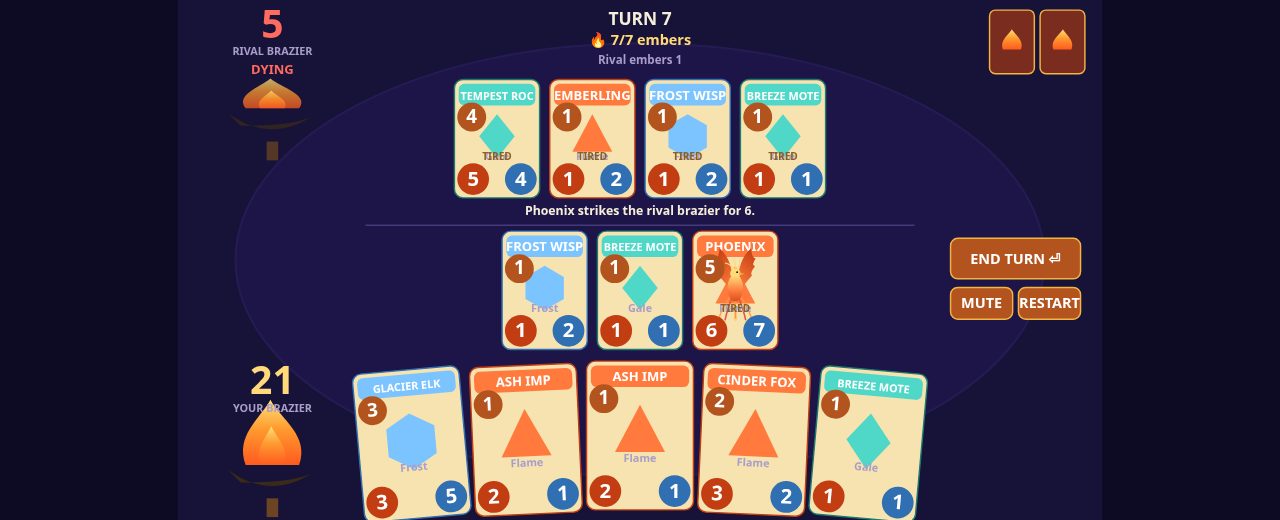 5
RIVAL BRAZIER
DYING
TURN 7
🔥 7/7 embers
Rival embers 1
TEMPEST ROC
4
TIRED
5 4
EMBERLING
1
TIRED
1 2
FROST WISP
1
TIRED
1 2
BREEZE MOTE
1
TIRED
1 1
Phoenix strikes the rival brazier for 6.
FROST WISP
1
Frost
1 2
BREEZE MOTE
1
Gale
1 1
PHOENIX
5
TIRED
6 7
END TURN ⏎
MUTE
RESTART
21
YOUR BRAZIER
GLACIER ELK
3
Frost
3 5
ASH IMP
1
Flame
2 1
ASH IMP
1
Flame
2 1
CINDER FOX
2
Flame
3 2
BREEZE MOTE
1
Gale
1 1